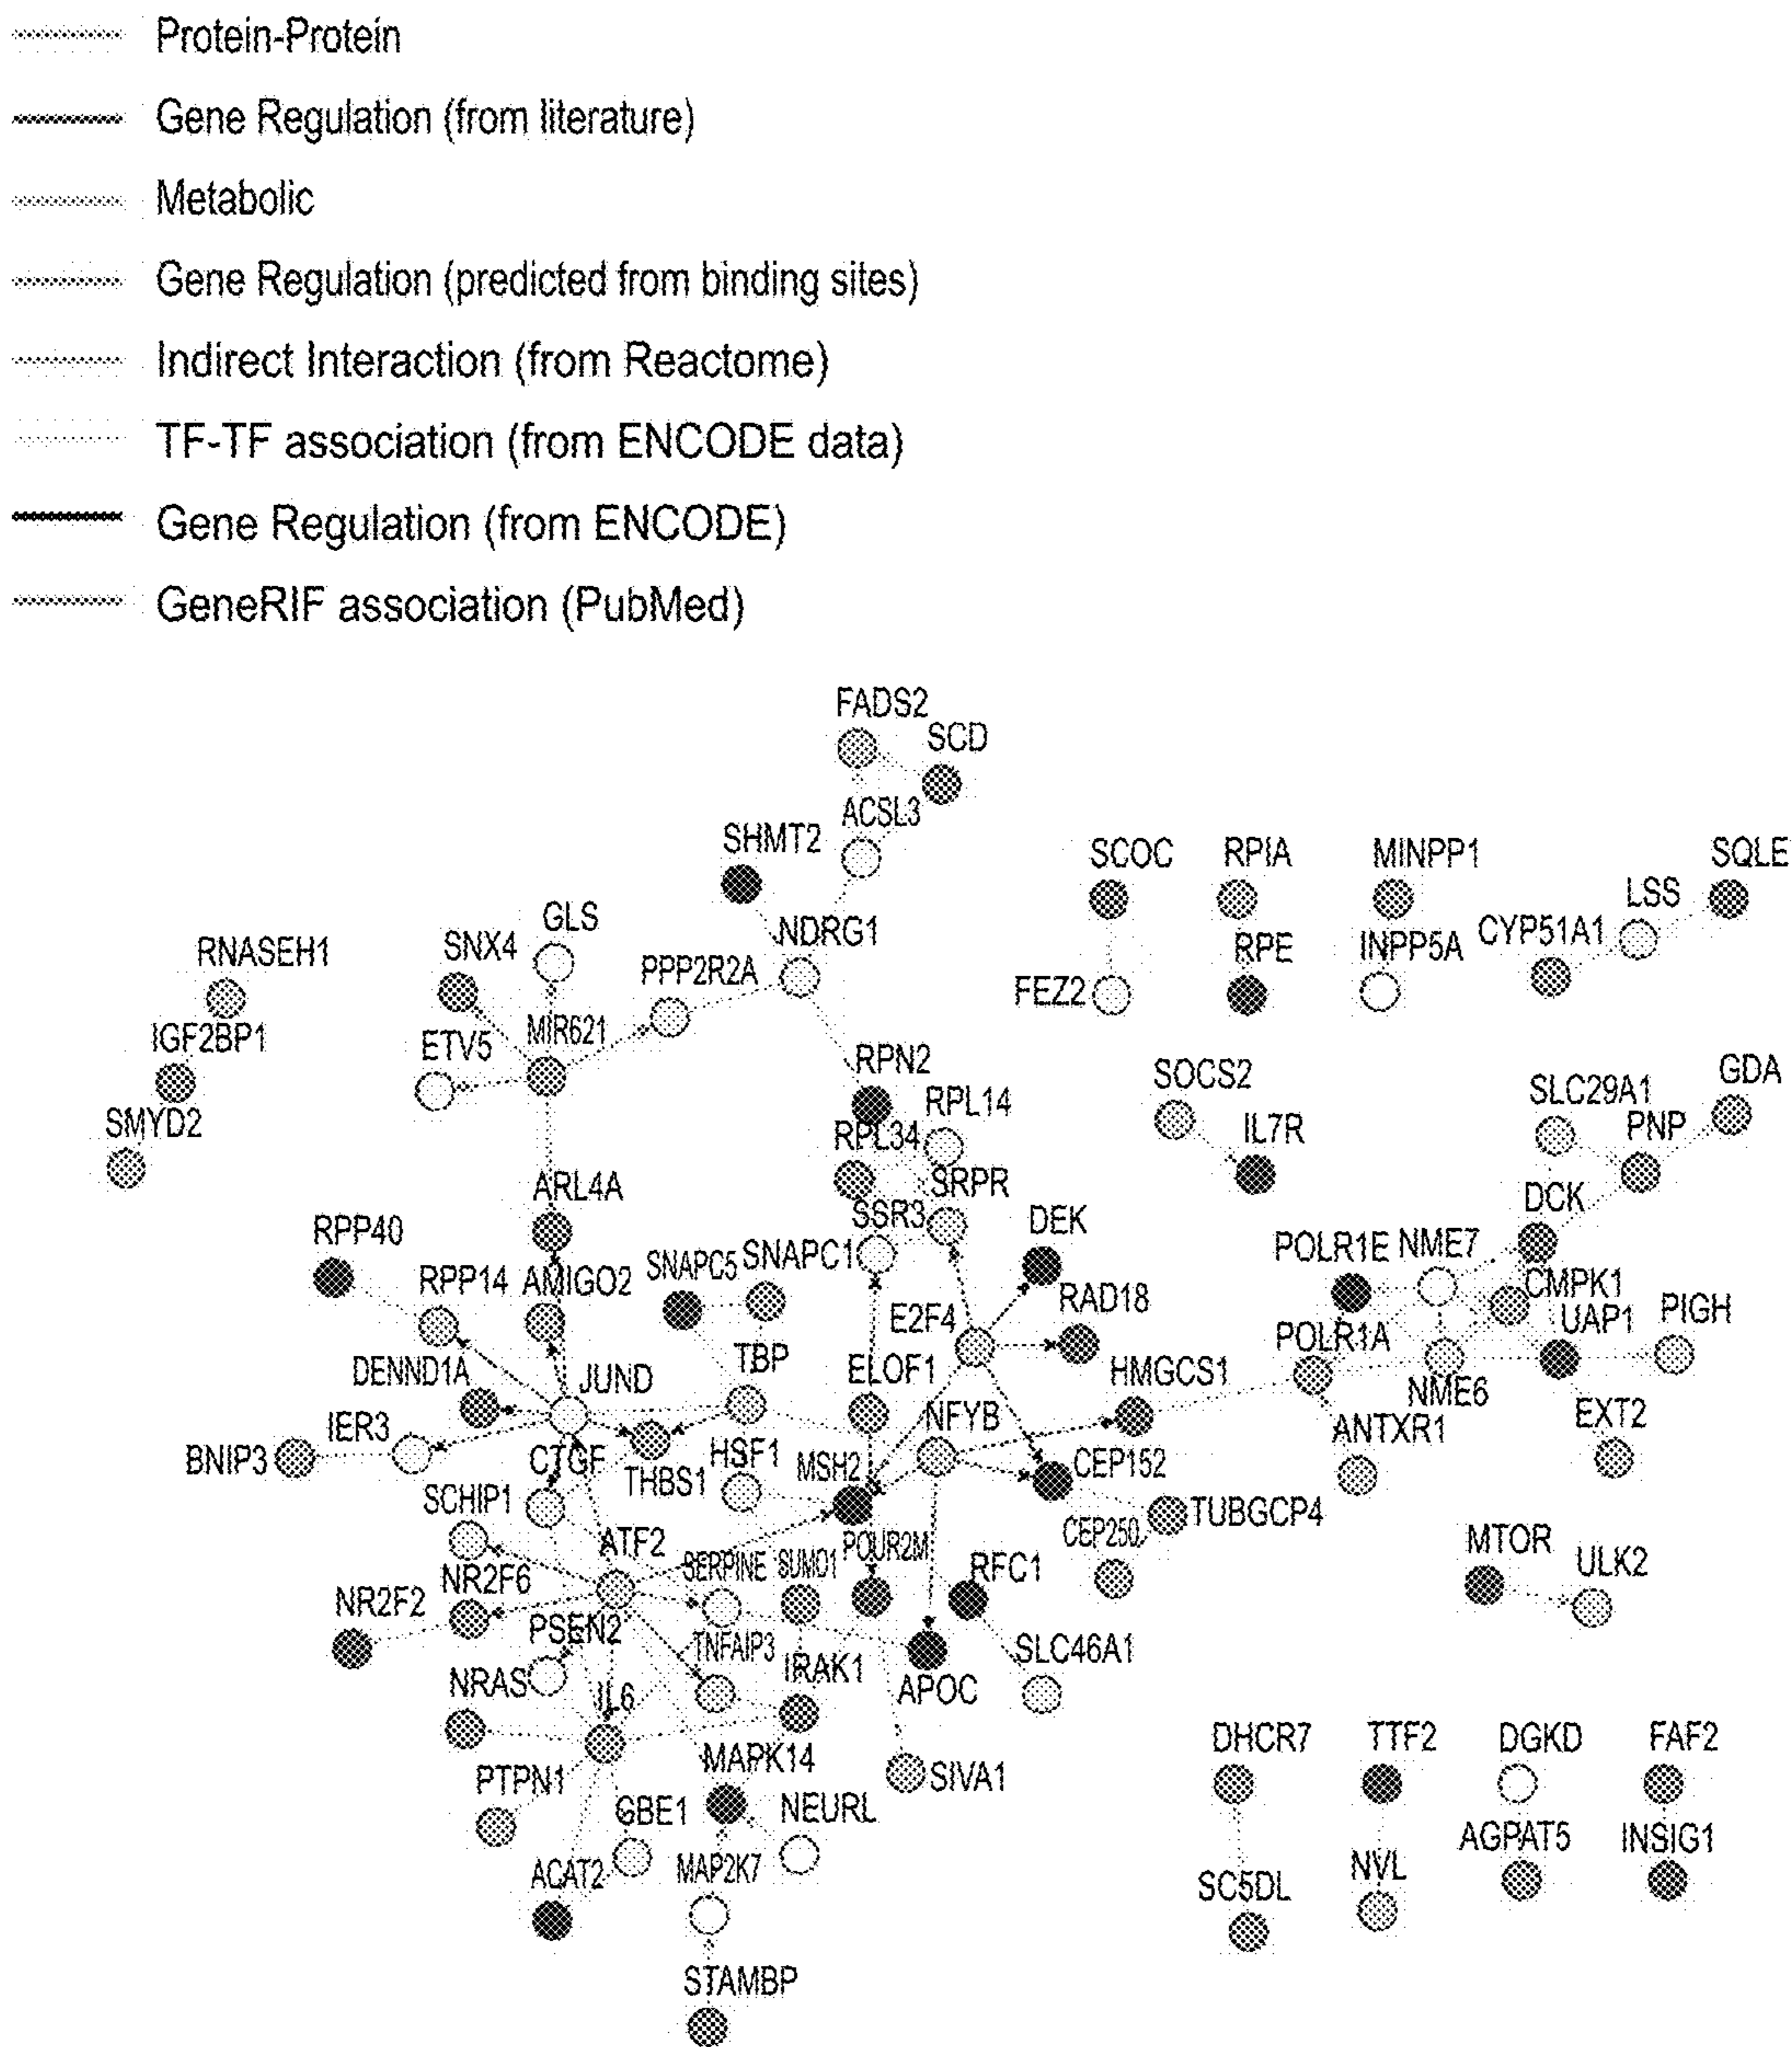 Protein-Protein
Gene Regulation (from literature)
Metabolic
Gene Regulation (predicted from binding sites)
Indirect Interaction (from Reactome)
TF-TF association (from ENCODE data)
Gene Regulation (from ENCODE)
GeneRIF association (PubMed)
FADS2
SCD
ACSL3
SHMT2
SCOC
RPIA
MINPP1
SQLE
LSS
GLS
NDRG1
CYP51A1
SNX4
RNASEH1
PPP2R2A
RPE
INPP5A
FEZ2
MIR621
IGF2BP1
ETV5
RPN2
SOCS2
GDA
RPL14
SLC29A1
SMYD2
IL7R
PNP
RPL34
ARL4A
SRPR
DCK
RPP40
SSR3
DEK
SNAPC1
SNAPC5
POLR1E
NME7
RPP14
AMIGO2
RAD18
CMPK1
E2F4
UAP1
PIGH
POLR1A
TBP
ELOF1
DENND1A
JUND
HMGCS1
NME6
IER3
NFYB
EXT2
ANTXR1
BNIP3
CTGF
HSF1
MSH2
CEP152
THBS1
SCHIP1
TUBGCP4
CEP250
ATF2
POUR2M
MTOR
SERPINE
SUMO1
RFC1
ULK2
NR2F6
NR2F2
PSEN2
TNFAIP3
SLC46A1
IRAK1
NRAS
APOC
IL6
DHCR7
TTF2
DGKD
FAF2
MAPK14
SIVA1
PTPN1
GBE1
NEURL
AGPAT5
INSIG1
MAP2K7
NVL
ACAT2
SC5DL
STAMBP